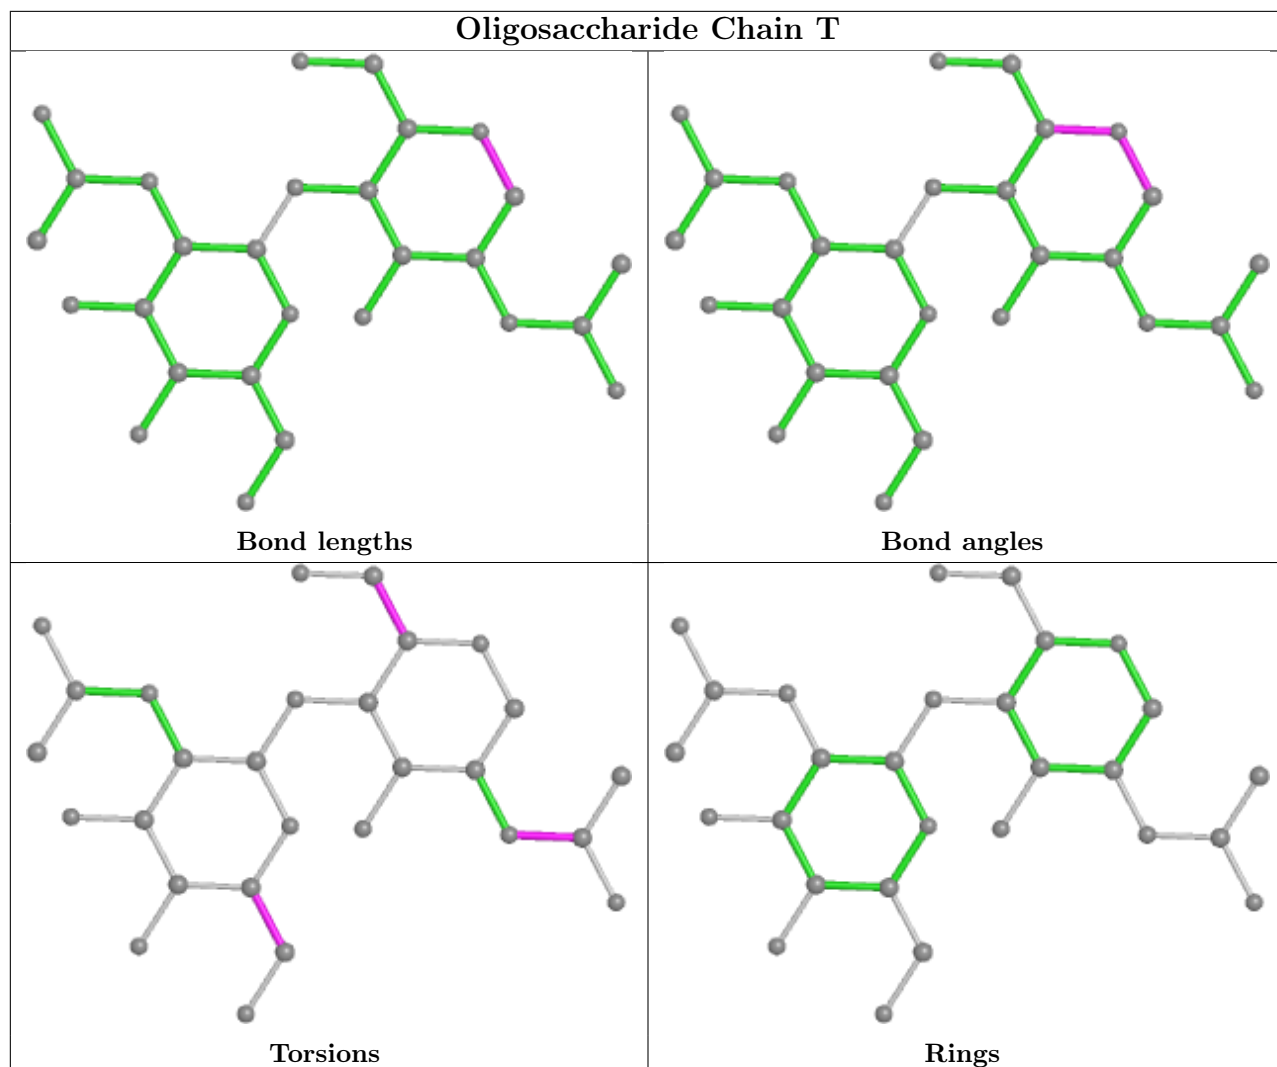 Oligosaccharide Chain T
Bond lengths
Bond angles
Torsions
Rings